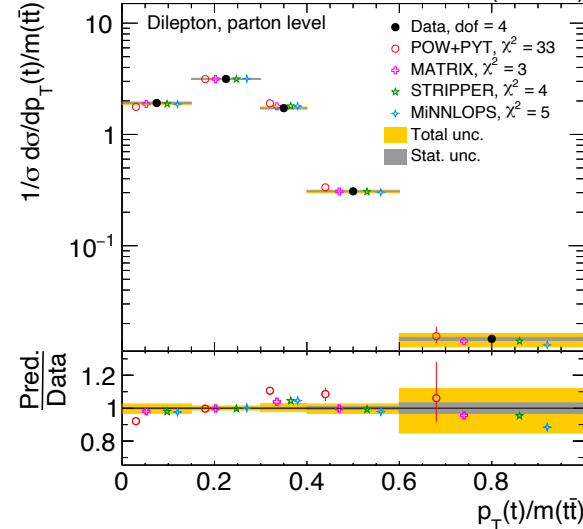 Dilepton, parton level
Data, dof = 4
POW+PYT, χ² = 33
MATRIX, χ² = 3
STRIPPER, χ² = 4
MiNNLOPS, χ² = 5
Total unc.
Stat. unc.
1/σ dσ/dp_T(t)/m(tt̄)
10
1
10⁻¹
Pred.
Data
1.2
1
0.8
0 0.2 0.4 0.6 0.8
p_T(t)/m(tt̄)